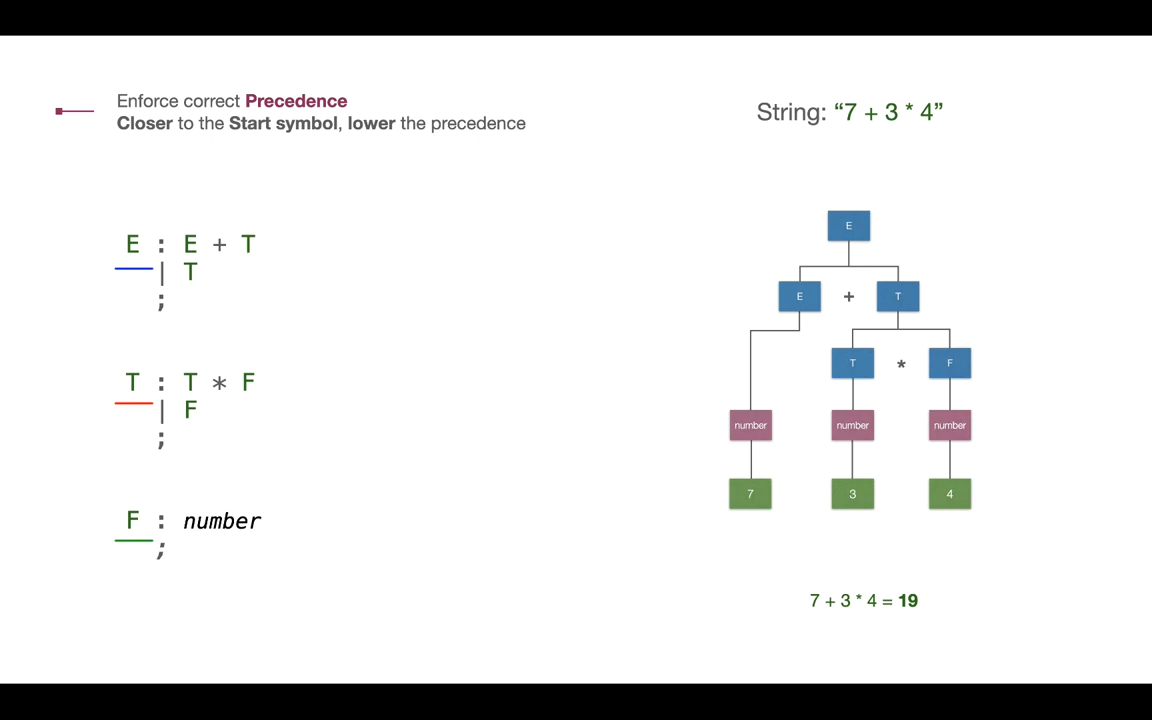 Enforce correct Precedence
Closer to the Start symbol, lower the precedence
String: “7 + 3 * 4”
E : E + T
| T
;
T : T * F
| F
;
F : number
;
E
E + T
T * F
number number number
7 3 4
7 + 3 * 4 = 19